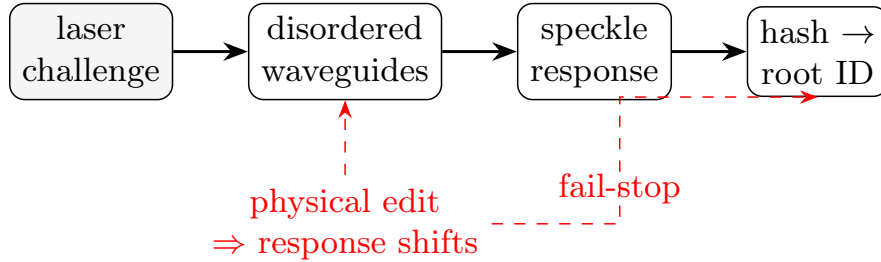 laser
challenge
disordered
waveguides
speckle
response
hash →
root ID
fail-stop
physical edit
⇒ response shifts